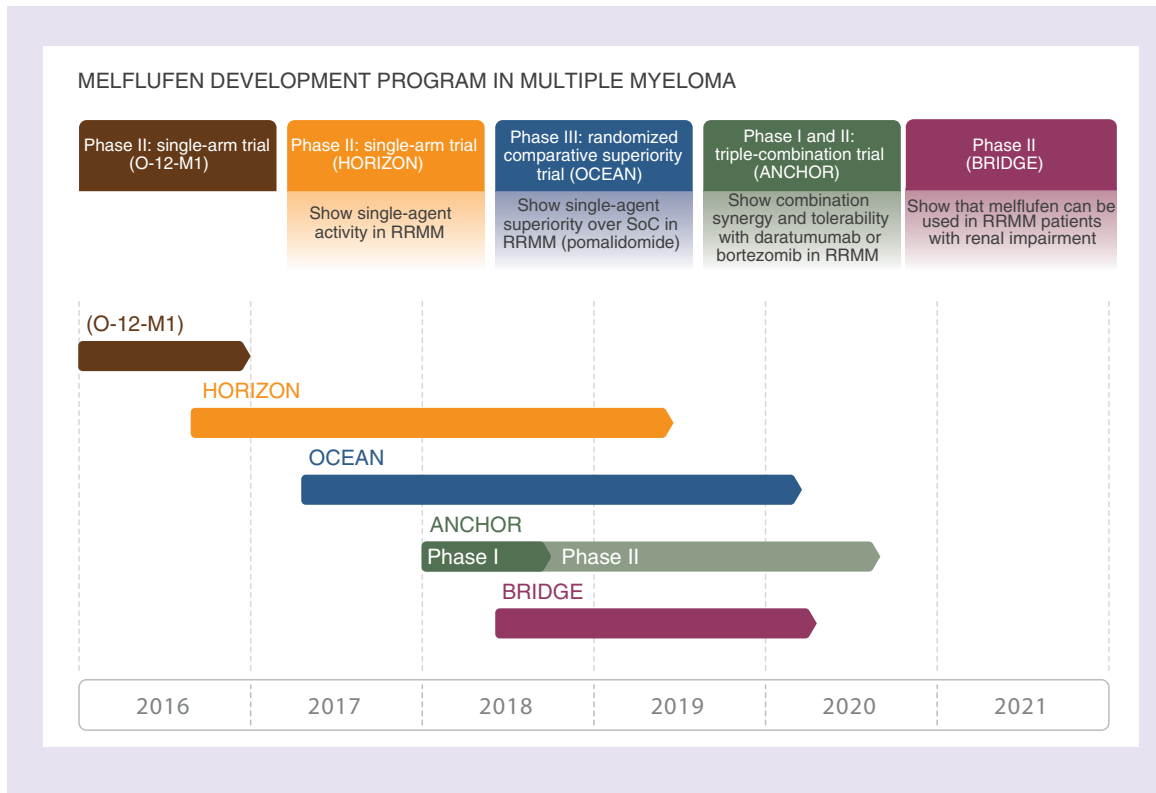 MELFLUFEN DEVELOPMENT PROGRAM IN MULTIPLE MYELOMA
Phase II: single-arm trial
(O-12-M1)
Phase II: single-arm trial
(HORIZON)
Show single-agent
activity in RRMM
Phase III: randomized
comparative superiority
trial (OCEAN)
Show single-agent
superiority over SoC in
RRMM (pomalidomide)
Phase I and II:
triple-combination trial
(ANCHOR)
Show combination
synergy and tolerability
with daratumumab or
bortezomib in RRMM
Phase II
(BRIDGE)
Show that melflufen can be
used in RRMM patients
with renal impairment
(O-12-M1)
HORIZON
OCEAN
ANCHOR
Phase I Phase II
BRIDGE
2016 2017 2018 2019 2020 2021